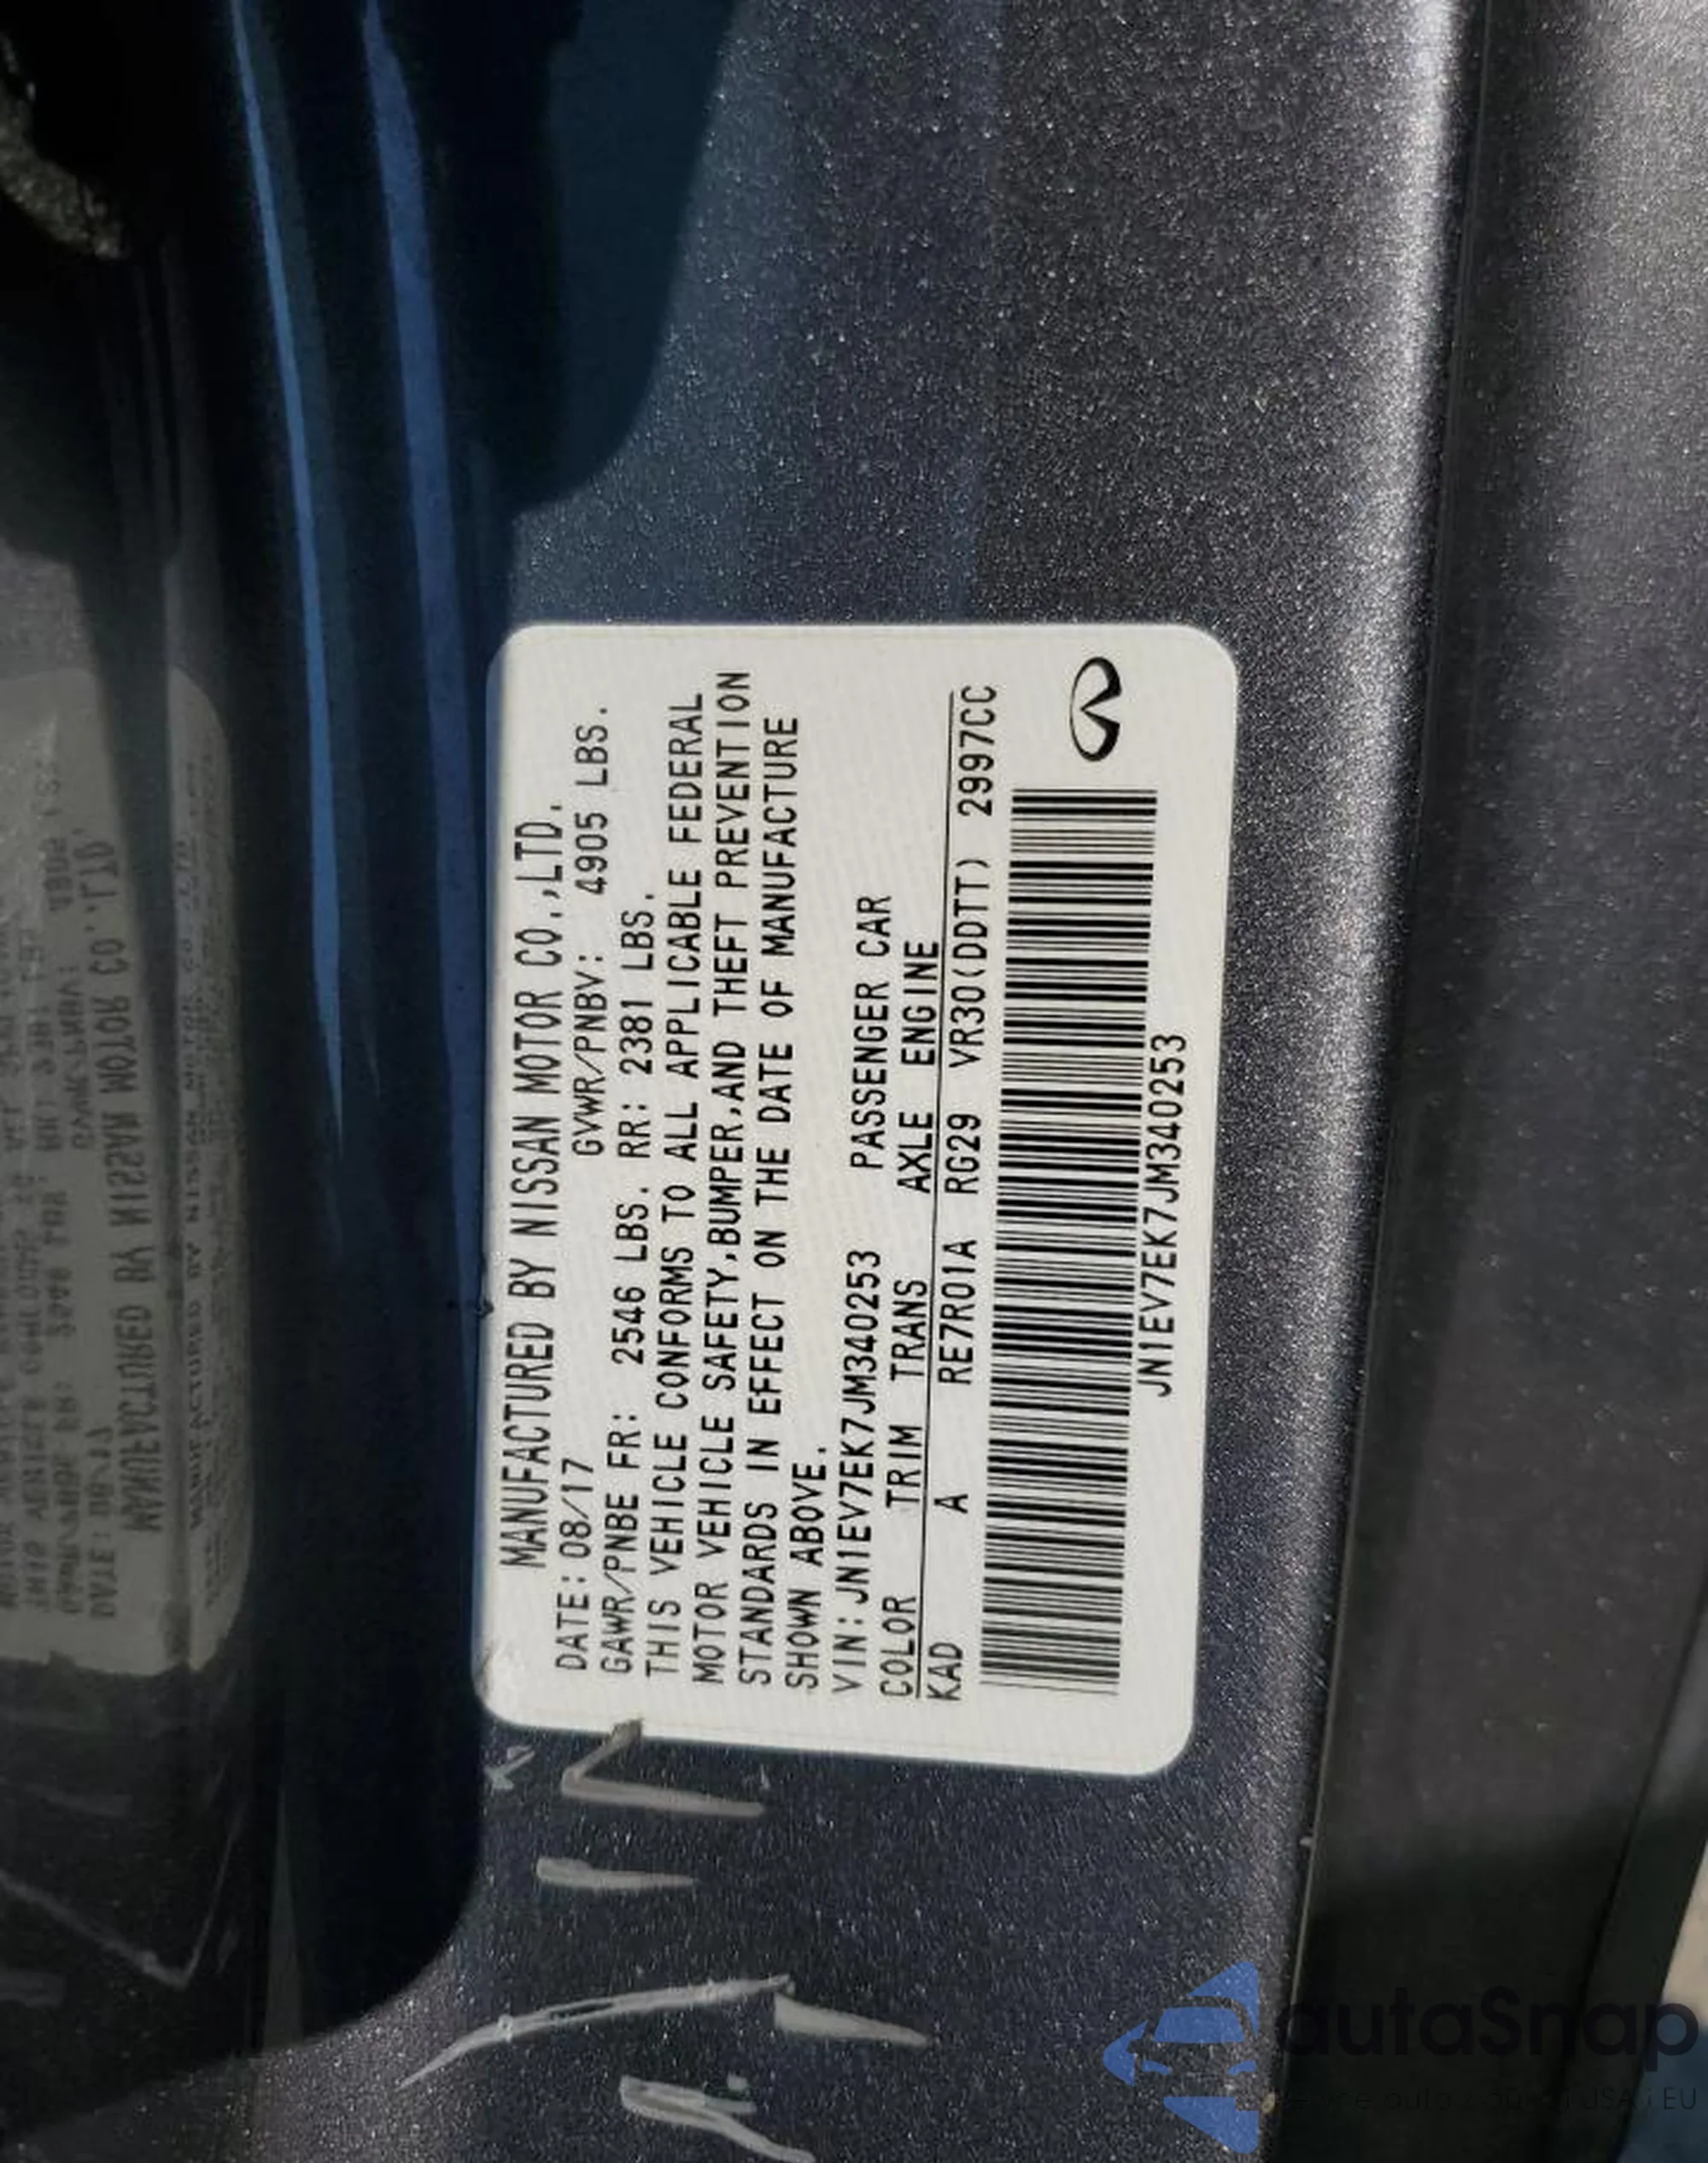 MANUFACTURED BY NISSAN MOTOR CO.,LTD.
DATE: 08/17 GVWR/PNBV: 4905 LBS.
GAWR/PNBE FR: 2546 LBS. RR: 2381 LBS.
THIS VEHICLE CONFORMS TO ALL APPLICABLE FEDERAL
MOTOR VEHICLE SAFETY,BUMPER,AND THEFT PREVENTION
STANDARDS IN EFFECT ON THE DATE OF MANUFACTURE
SHOWN ABOVE.
VIN: JN1EV7EK7JM340253 PASSENGER CAR
COLOR TRIM TRANS AXLE ENGINE
KAD A RE7R01A RG29 VR30(DDTT) 2997CC
JN1EV7EK7JM340253
autaSnap
USA i EU